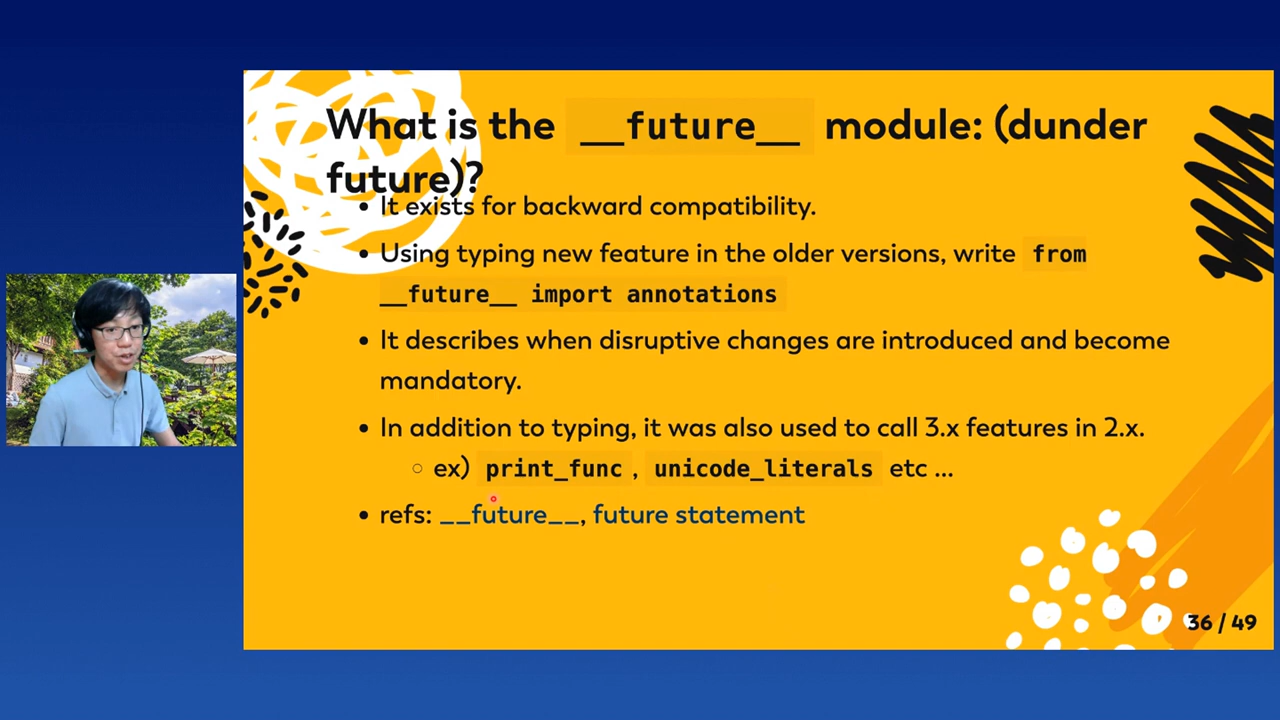 What is the __future__ module: (dunder
future)?
• It exists for backward compatibility.
• Using typing new feature in the older versions, write from
__future__ import annotations
• It describes when disruptive changes are introduced and become
mandatory.
• In addition to typing, it was also used to call 3.x features in 2.x.
○ ex) print_func , unicode_literals etc ...
• refs: __future__, future statement
36 / 49